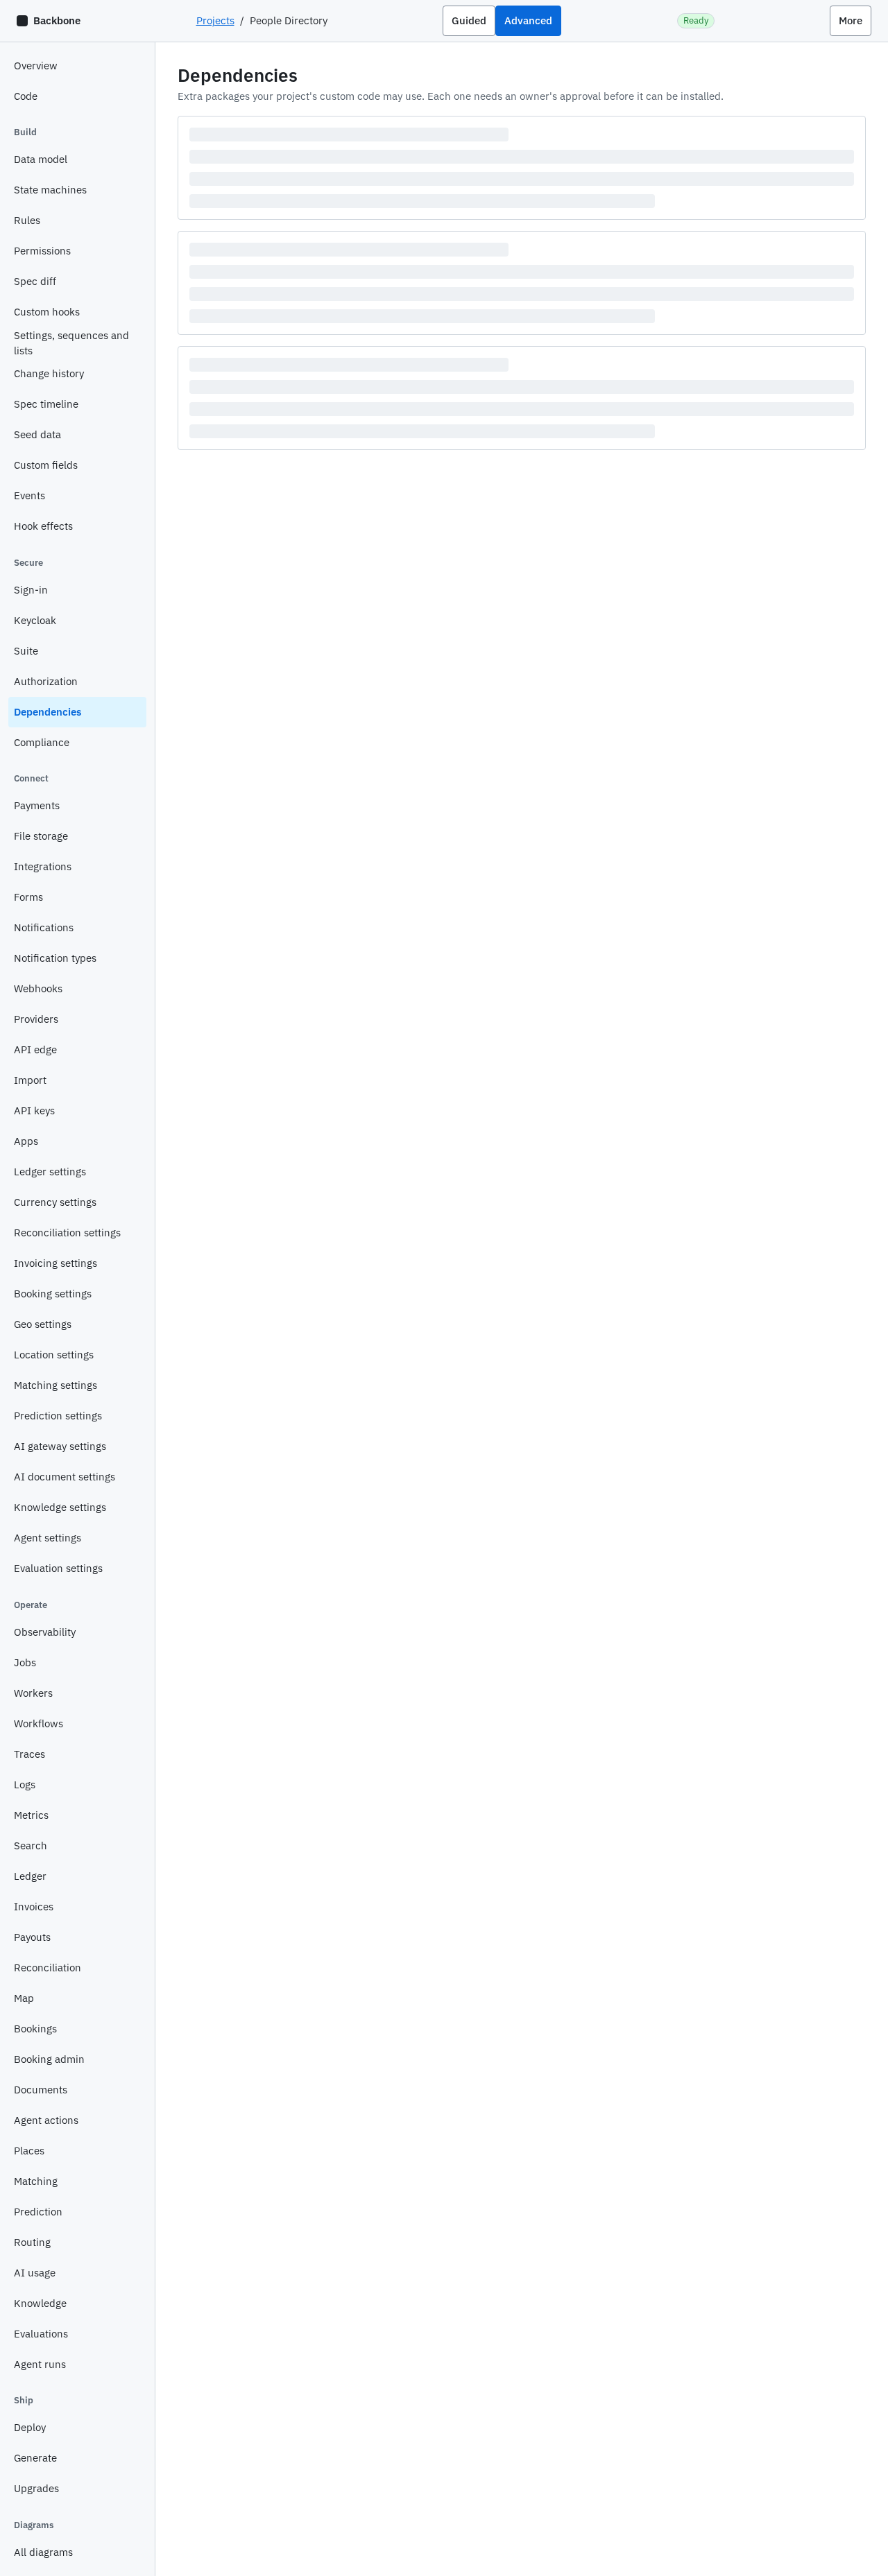 Backbone
Projects / People Directory
Guided
Advanced
Ready
More
Overview
Code
Build
Data model
State machines
Rules
Permissions
Spec diff
Custom hooks
Settings, sequences and
lists
Change history
Spec timeline
Seed data
Custom fields
Events
Hook effects
Secure
Sign-in
Keycloak
Suite
Authorization
Dependencies
Compliance
Connect
Payments
File storage
Integrations
Forms
Notifications
Notification types
Webhooks
Providers
API edge
Import
API keys
Apps
Ledger settings
Currency settings
Reconciliation settings
Invoicing settings
Booking settings
Geo settings
Location settings
Matching settings
Prediction settings
AI gateway settings
AI document settings
Knowledge settings
Agent settings
Evaluation settings
Operate
Observability
Jobs
Workers
Workflows
Traces
Logs
Metrics
Search
Ledger
Invoices
Payouts
Reconciliation
Map
Bookings
Booking admin
Documents
Agent actions
Places
Matching
Prediction
Routing
AI usage
Knowledge
Evaluations
Agent runs
Ship
Deploy
Generate
Upgrades
Diagrams
All diagrams
Dependencies
Extra packages your project's custom code may use. Each one needs an owner's approval before it can be installed.